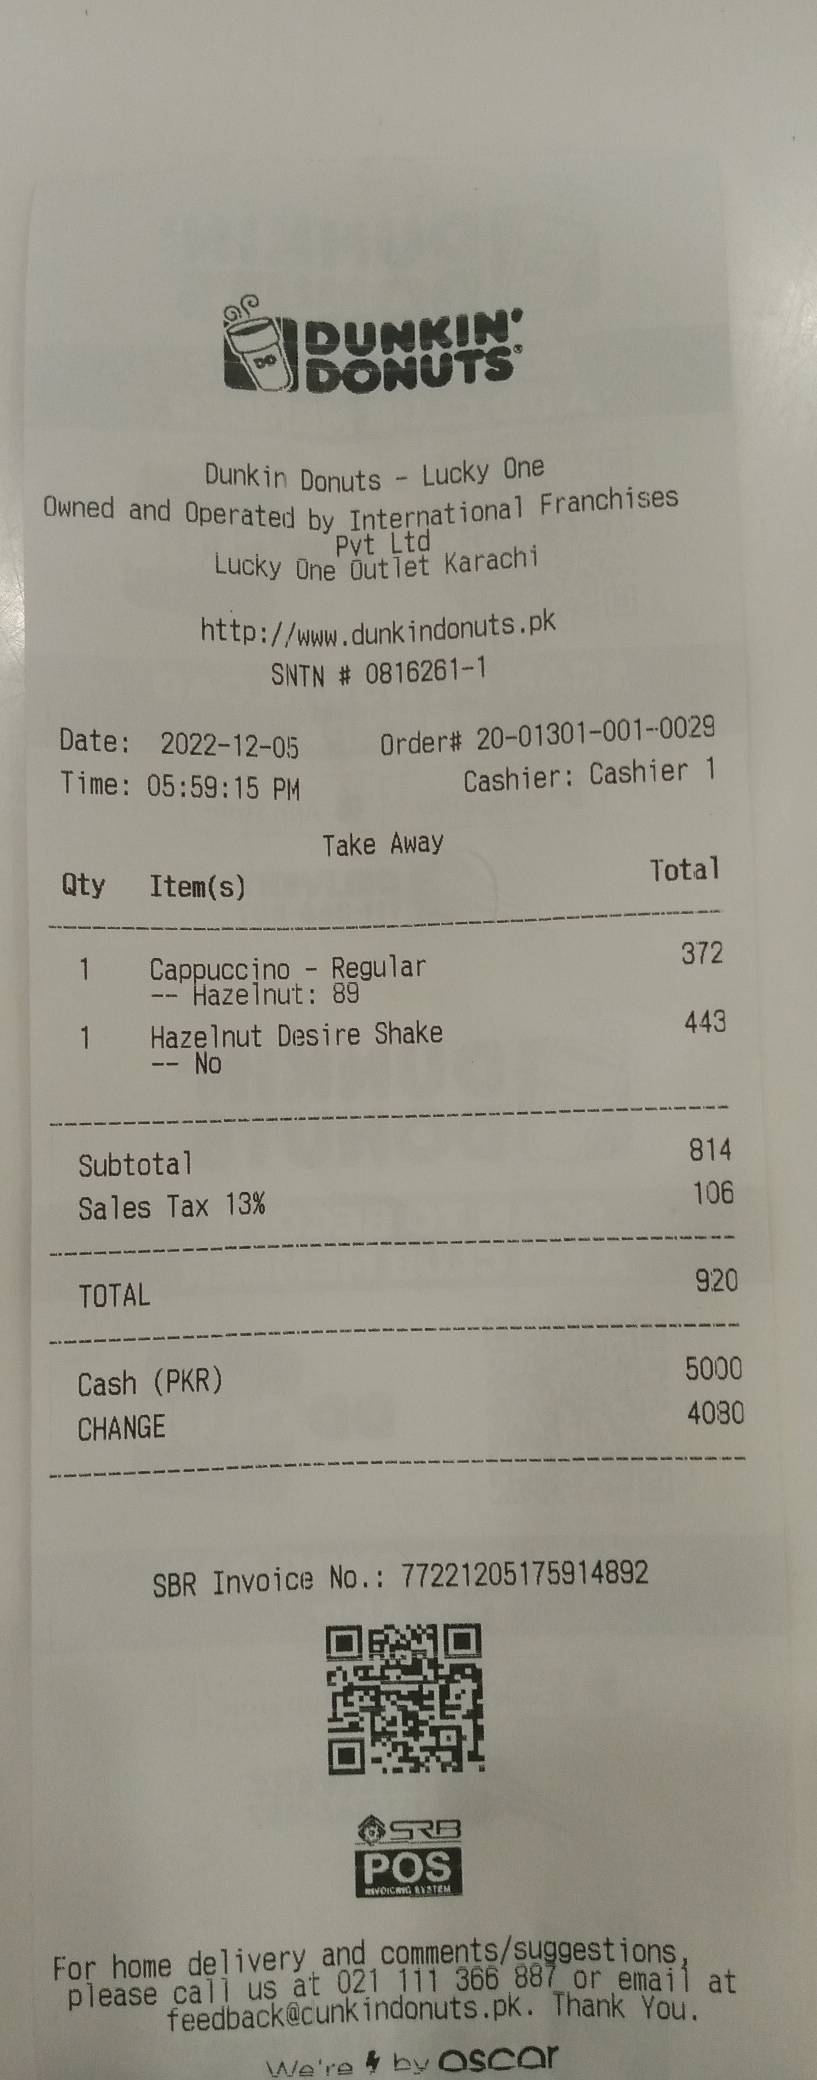 DUNKIN'
DONUTS®
Dunkin Donuts - Lucky One
Owned and Operated by International Franchises
Pvt Ltd
Lucky One Outlet Karachi
http://www.dunkindonuts.pk
SNTN # 0816261-1
Date: 2022-12-05 Order# 20-01301-001-0029
Time: 05:59:15 PM Cashier: Cashier 1
Take Away
Qty Item(s) Total
1 Cappuccino - Regular 372
-- Hazelnut: 89
1 Hazelnut Desire Shake 443
-- No
Subtotal 814
Sales Tax 13% 106
TOTAL 920
Cash (PKR) 5000
CHANGE 4080
SBR Invoice No.: 77221205175914892
SRB
POS
INVOICING SYSTEM
For home delivery and comments/suggestions,
please call us at 021 111 366 887 or email at
feedback@cunkindonuts.pk. Thank You.
We're by oscar